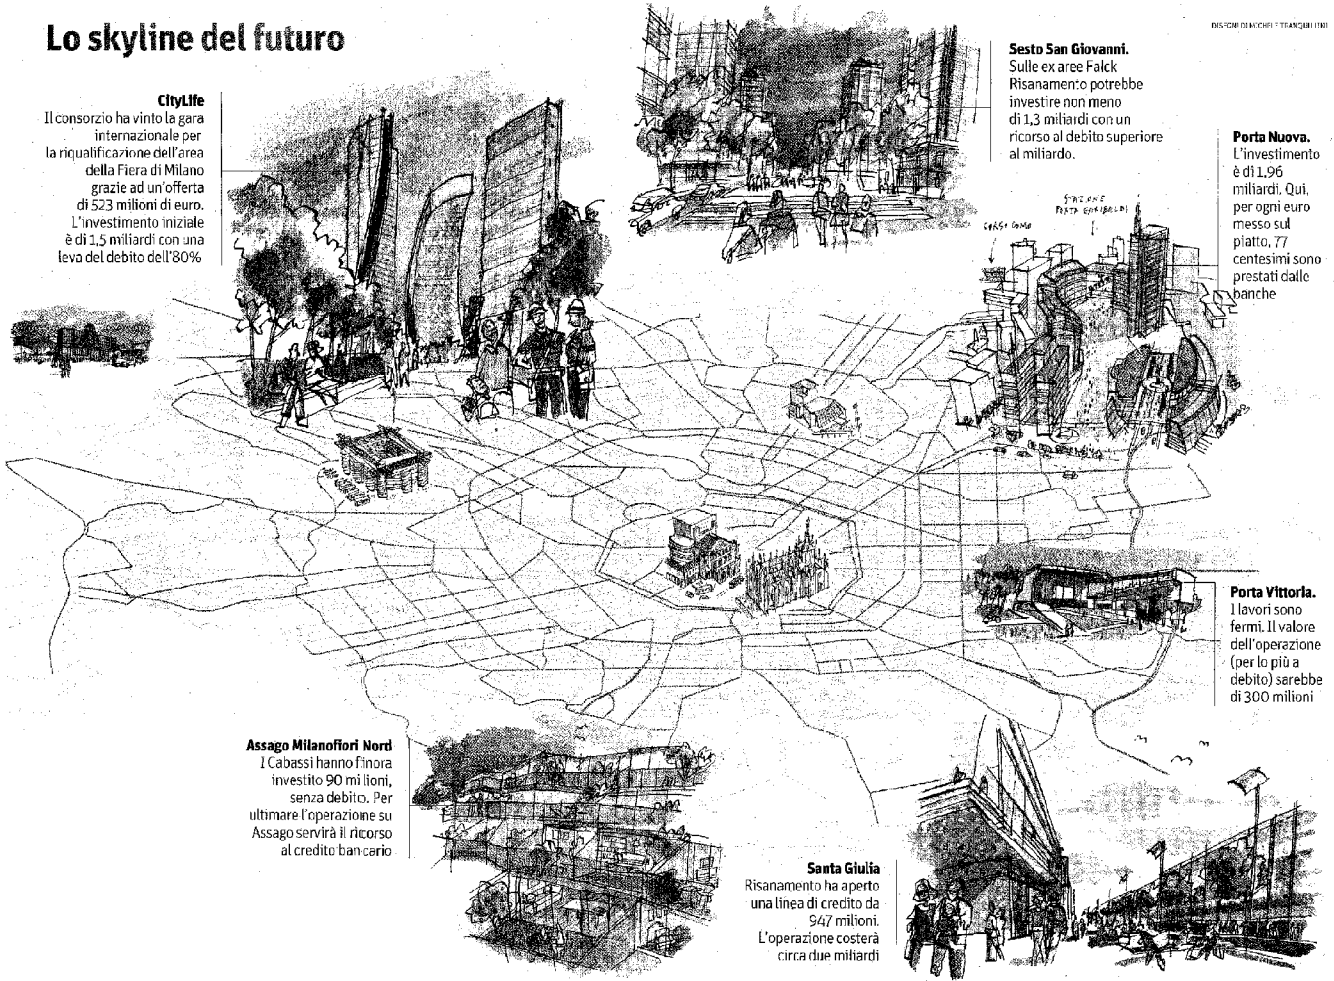 Lo skyline del futuro
DISEGNI DI MICHELE TRANQUILLINI
CityLife
Il consorzio ha vinto la gara
internazionale per
la riqualificazione dell'area
della Fiera di Milano
grazie ad un'offerta
di 523 milioni di euro.
L'investimento iniziale
è di 1,5 miliardi con una
leva del debito dell'80%
Sesto San Giovanni.
Sulle ex aree Falck
Risanamento potrebbe
investire non meno
di 1,3 miliardi con un
ricorso al debito superiore
al miliardo.
Porta Nuova.
L'investimento
è di 1,96
miliardi. Qui,
per ogni euro
messo sul
piatto, 77
centesimi sono
prestati dalle
banche
STAZIONE
PORTA GARIBALDI
CORSO COMO
Porta Vittoria.
I lavori sono
fermi. Il valore
dell'operazione
(per lo più a
debito) sarebbe
di 300 milioni
Assago Milanofiori Nord
I Cabassi hanno finora
investito 90 milioni,
senza debito. Per
ultimare l'operazione su
Assago servirà il ricorso
al credito bancario
Santa Giulia
Risanamento ha aperto
una linea di credito da
947 milioni.
L'operazione costerà
circa due miliardi